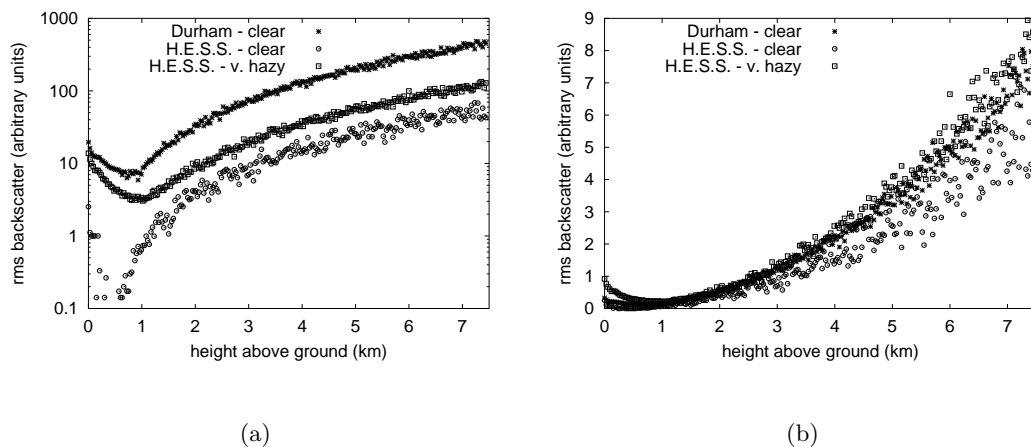 rms backscatter (arbitrary units)
1000
100
10
1
0.1
0 1 2 3 4 5 6 7
height above ground (km)
Durham - clear
H.E.S.S. - clear
H.E.S.S. - v. hazy
(a)
rms backscatter (arbitrary units)
9
8
7
6
5
4
3
2
1
0
0 1 2 3 4 5 6 7
height above ground (km)
Durham - clear
H.E.S.S. - clear
H.E.S.S. - v. hazy
(b)